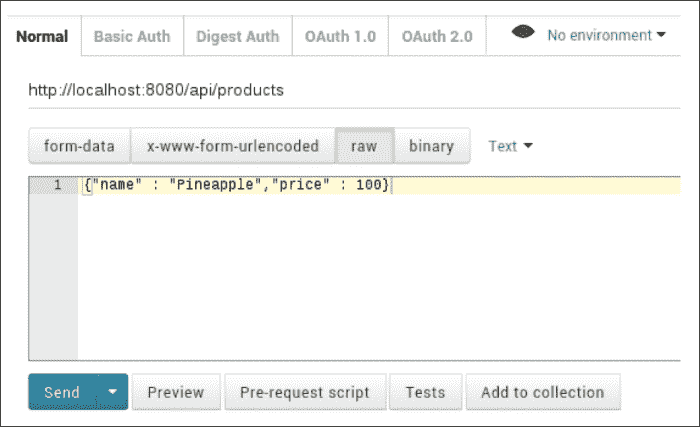 Normal Basic Auth Digest Auth OAuth 1.0 OAuth 2.0 No environment
http://localhost:8080/api/products
form-data x-www-form-urlencoded raw binary Text
1 {"name" : "Pineapple","price" : 100}
Send Preview Pre-request script Tests Add to collection